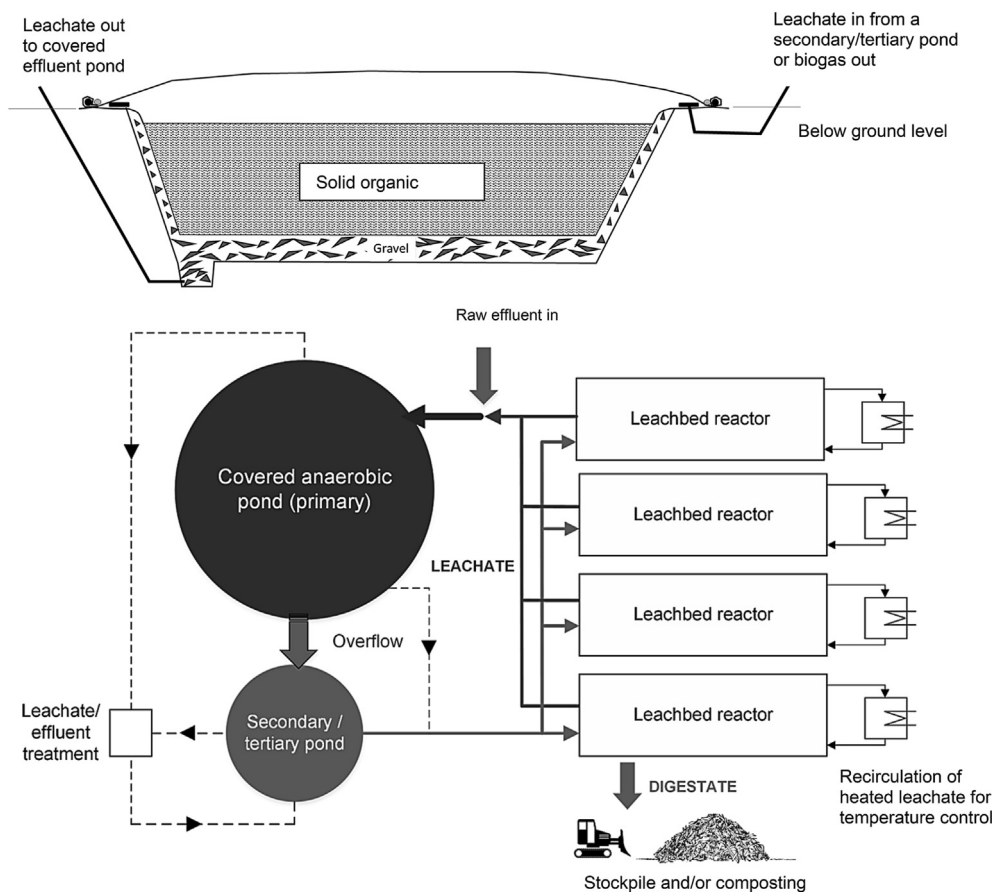 Leachate out
to covered
effluent pond
Leachate in from a
secondary/tertiary pond
or biogas out
Below ground level
Solid organic
Gravel
Raw effluent in
Leachbed reactor
Covered anaerobic
pond (primary)
Leachbed reactor
LEACHATE
Leachbed reactor
Overflow
Leachate/
effluent
treatment
Secondary /
tertiary pond
Leachbed reactor
DIGESTATE
Recirculation of
heated leachate for
temperature control
Stockpile and/or composting